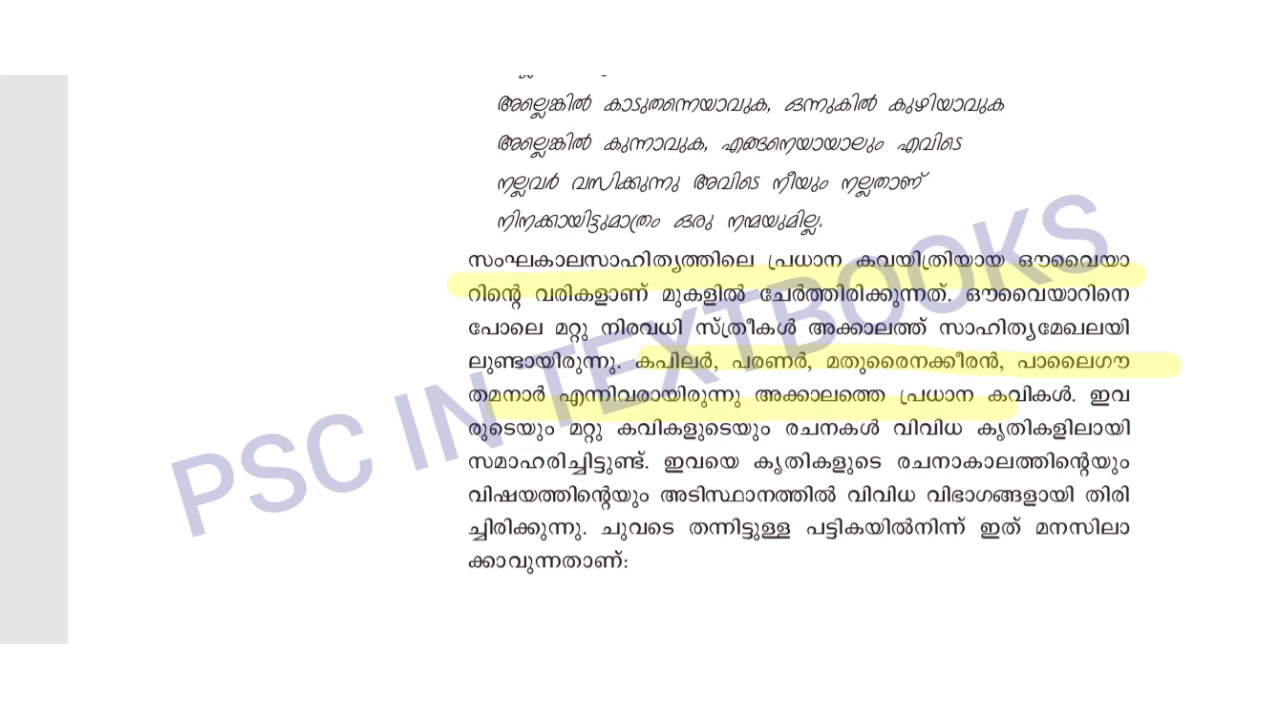 അല്ലെങ്കിൽ കാടുതന്നെയാവുക, ഒന്നുകിൽ കുഴിയാവുക
അല്ലെങ്കിൽ കുന്നാവുക, എങ്ങനെയായാലും എവിടെ
നല്ലവർ വസിക്കുന്നു അവിടെ നീയും നല്ലതാണ്
നിനക്കായിട്ടുമാത്രം ഒരു നന്മയുമില്ല.
സംഘകാലസാഹിത്യത്തിലെ പ്രധാന കവയിത്രിയായ ഔവൈയാ
റിന്റെ വരികളാണ് മുകളിൽ ചേർത്തിരിക്കുന്നത്. ഔവൈയാറിനെ
പോലെ മറ്റു നിരവധി സ്ത്രീകൾ അക്കാലത്ത് സാഹിത്യമേഖലയി
ലുണ്ടായിരുന്നു. കപിലർ, പരണർ, മതുരൈനക്കീരൻ, പാലൈഗൗ
തമനാർ എന്നിവരായിരുന്നു അക്കാലത്തെ പ്രധാന കവികൾ. ഇവ
രുടെയും മറ്റു കവികളുടെയും രചനകൾ വിവിധ കൃതികളിലായി
സമാഹരിച്ചിട്ടുണ്ട്. ഇവയെ കൃതികളുടെ രചനാകാലത്തിന്റെയും
വിഷയത്തിന്റെയും അടിസ്ഥാനത്തിൽ വിവിധ വിഭാഗങ്ങളായി തിരി
ച്ചിരിക്കുന്നു. ചുവടെ തന്നിട്ടുള്ള പട്ടികയിൽനിന്ന് ഇത് മനസിലാ
ക്കാവുന്നതാണ്:
PSC IN TEXTBOOKS